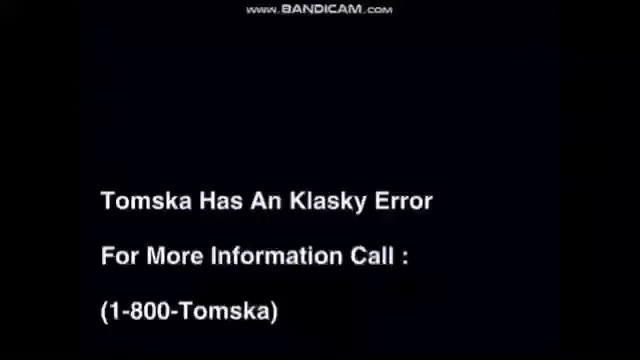 www.BANDICAM.com
Tomska Has An Klasky Error
For More Information Call :
(1-800-Tomska)